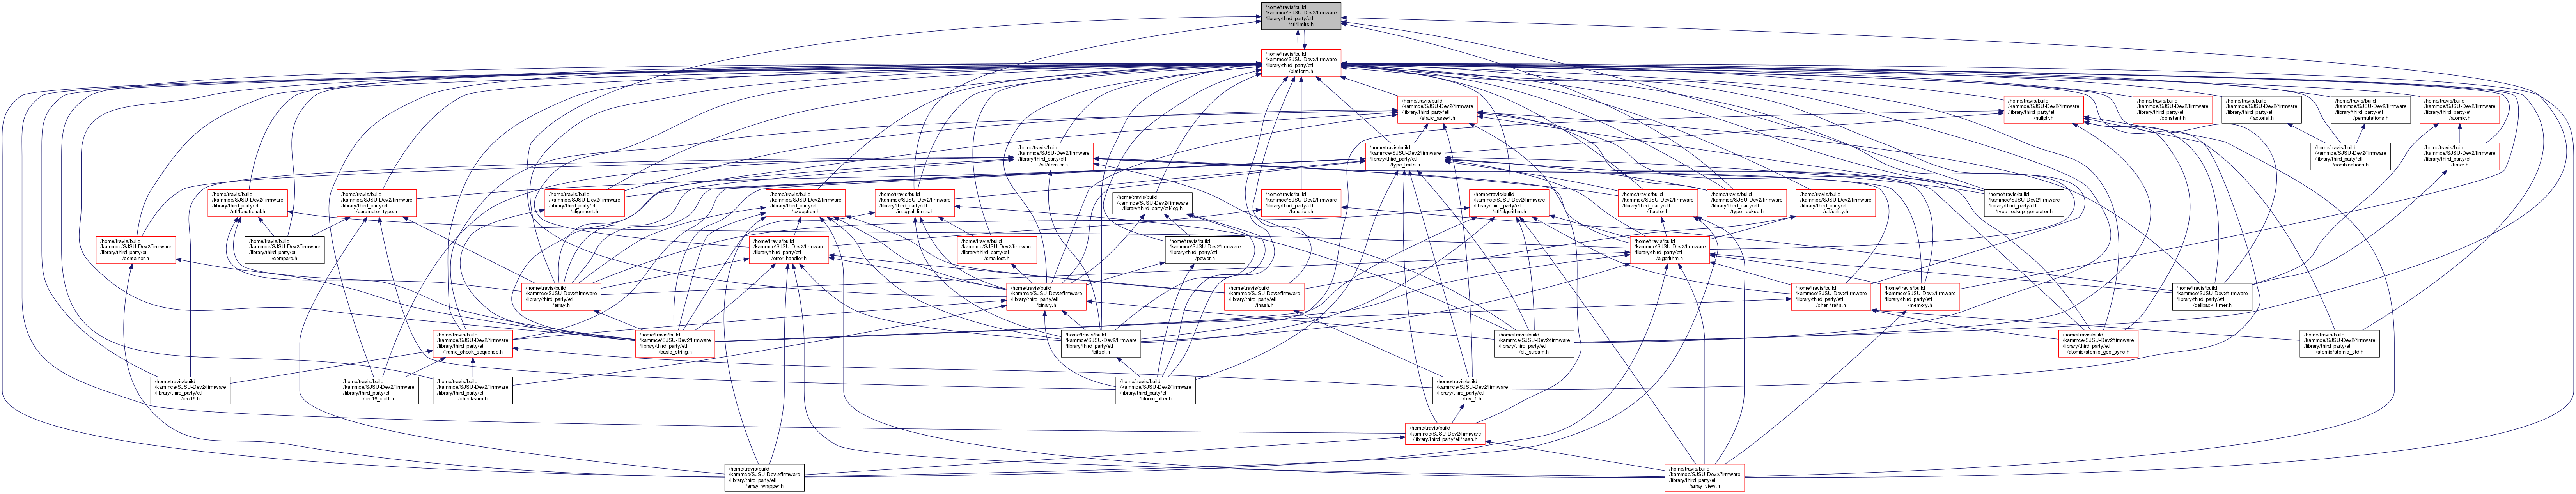 /home/travis/build
/kammce/SJSU-Dev2/firmware
/library/third_party/etl
/stl/limits.h
/home/travis/build
/kammce/SJSU-Dev2/firmware
/library/third_party/etl
/platform.h
/home/travis/build
/kammce/SJSU-Dev2/firmware
/library/third_party/etl
/static_assert.h
/home/travis/build
/kammce/SJSU-Dev2/firmware
/library/third_party/etl
/nullptr.h
/home/travis/build
/kammce/SJSU-Dev2/firmware
/library/third_party/etl
/constant.h
/home/travis/build
/kammce/SJSU-Dev2/firmware
/library/third_party/etl
/factorial.h
/home/travis/build
/kammce/SJSU-Dev2/firmware
/library/third_party/etl
/permutations.h
/home/travis/build
/kammce/SJSU-Dev2/firmware
/library/third_party/etl
/atomic.h
/home/travis/build
/kammce/SJSU-Dev2/firmware
/library/third_party/etl
/stl/iterator.h
/home/travis/build
/kammce/SJSU-Dev2/firmware
/library/third_party/etl
/type_traits.h
/home/travis/build
/kammce/SJSU-Dev2/firmware
/library/third_party/etl
/combinations.h
/home/travis/build
/kammce/SJSU-Dev2/firmware
/library/third_party/etl
/timer.h
/home/travis/build
/kammce/SJSU-Dev2/firmware
/library/third_party/etl
/stl/functional.h
/home/travis/build
/kammce/SJSU-Dev2/firmware
/library/third_party/etl
/parameter_type.h
/home/travis/build
/kammce/SJSU-Dev2/firmware
/library/third_party/etl
/alignment.h
/home/travis/build
/kammce/SJSU-Dev2/firmware
/library/third_party/etl
/exception.h
/home/travis/build
/kammce/SJSU-Dev2/firmware
/library/third_party/etl
/integral_limits.h
/home/travis/build
/kammce/SJSU-Dev2/firmware
/library/third_party/etl/log.h
/home/travis/build
/kammce/SJSU-Dev2/firmware
/library/third_party/etl
/function.h
/home/travis/build
/kammce/SJSU-Dev2/firmware
/library/third_party/etl
/stl/algorithm.h
/home/travis/build
/kammce/SJSU-Dev2/firmware
/library/third_party/etl
/iterator.h
/home/travis/build
/kammce/SJSU-Dev2/firmware
/library/third_party/etl
/type_lookup.h
/home/travis/build
/kammce/SJSU-Dev2/firmware
/library/third_party/etl
/stl/utility.h
/home/travis/build
/kammce/SJSU-Dev2/firmware
/library/third_party/etl
/type_lookup_generator.h
/home/travis/build
/kammce/SJSU-Dev2/firmware
/library/third_party/etl
/container.h
/home/travis/build
/kammce/SJSU-Dev2/firmware
/library/third_party/etl
/compare.h
/home/travis/build
/kammce/SJSU-Dev2/firmware
/library/third_party/etl
/error_handler.h
/home/travis/build
/kammce/SJSU-Dev2/firmware
/library/third_party/etl
/smallest.h
/home/travis/build
/kammce/SJSU-Dev2/firmware
/library/third_party/etl
/power.h
/home/travis/build
/kammce/SJSU-Dev2/firmware
/library/third_party/etl
/algorithm.h
/home/travis/build
/kammce/SJSU-Dev2/firmware
/library/third_party/etl
/array.h
/home/travis/build
/kammce/SJSU-Dev2/firmware
/library/third_party/etl
/binary.h
/home/travis/build
/kammce/SJSU-Dev2/firmware
/library/third_party/etl
/ihash.h
/home/travis/build
/kammce/SJSU-Dev2/firmware
/library/third_party/etl
/char_traits.h
/home/travis/build
/kammce/SJSU-Dev2/firmware
/library/third_party/etl
/memory.h
/home/travis/build
/kammce/SJSU-Dev2/firmware
/library/third_party/etl
/callback_timer.h
/home/travis/build
/kammce/SJSU-Dev2/firmware
/library/third_party/etl
/frame_check_sequence.h
/home/travis/build
/kammce/SJSU-Dev2/firmware
/library/third_party/etl
/basic_string.h
/home/travis/build
/kammce/SJSU-Dev2/firmware
/library/third_party/etl
/bitset.h
/home/travis/build
/kammce/SJSU-Dev2/firmware
/library/third_party/etl
/bit_stream.h
/home/travis/build
/kammce/SJSU-Dev2/firmware
/library/third_party/etl
/atomic/atomic_gcc_sync.h
/home/travis/build
/kammce/SJSU-Dev2/firmware
/library/third_party/etl
/atomic/atomic_std.h
/home/travis/build
/kammce/SJSU-Dev2/firmware
/library/third_party/etl
/crc16.h
/home/travis/build
/kammce/SJSU-Dev2/firmware
/library/third_party/etl
/crc16_ccitt.h
/home/travis/build
/kammce/SJSU-Dev2/firmware
/library/third_party/etl
/checksum.h
/home/travis/build
/kammce/SJSU-Dev2/firmware
/library/third_party/etl
/bloom_filter.h
/home/travis/build
/kammce/SJSU-Dev2/firmware
/library/third_party/etl
/fnv_1.h
/home/travis/build
/kammce/SJSU-Dev2/firmware
/library/third_party/etl/hash.h
/home/travis/build
/kammce/SJSU-Dev2/firmware
/library/third_party/etl
/array_wrapper.h
/home/travis/build
/kammce/SJSU-Dev2/firmware
/library/third_party/etl
/array_view.h